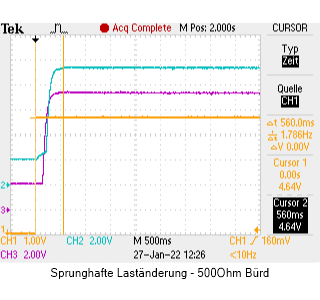 Tek Acq Complete M Pos: 2.000s CURSOR
Typ
Zeit
Quelle
CH1
Δt 560.0ms
1.786Hz
ΔV 0.00V
Cursor 1
0.00s
4.64V
Cursor 2
560ms
4.64V
2
3
1
CH1 1.00V CH2 2.00V M 500ms CH1 160mV
CH3 2.00V 27-Jan-22 12:26 <10Hz
Sprunghafte Laständerung - 500Ohm Bürd